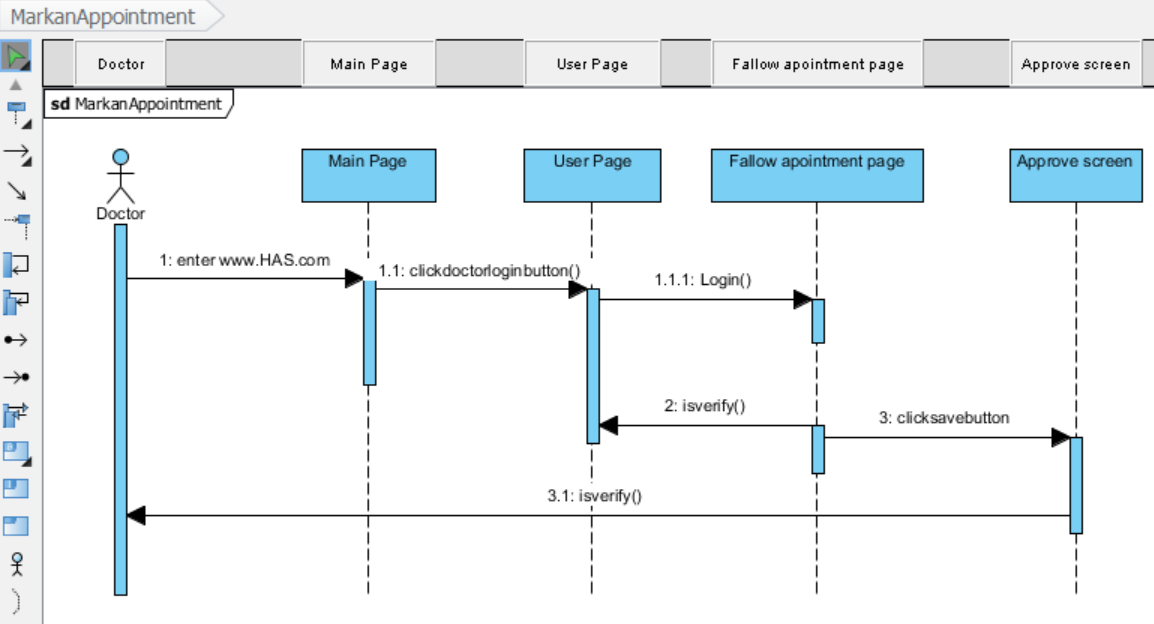 MarkanAppointment
Doctor
Main Page
User Page
Fallow apointment page
Approve screen
sd MarkanAppointment
Main Page
User Page
Fallow apointment page
Approve screen
Doctor
1: enter www.HAS.com
1.1: clickdoctorloginbutton()
1.1.1: Login()
2: isverify()
3: clicksavebutton
3.1: isverify()